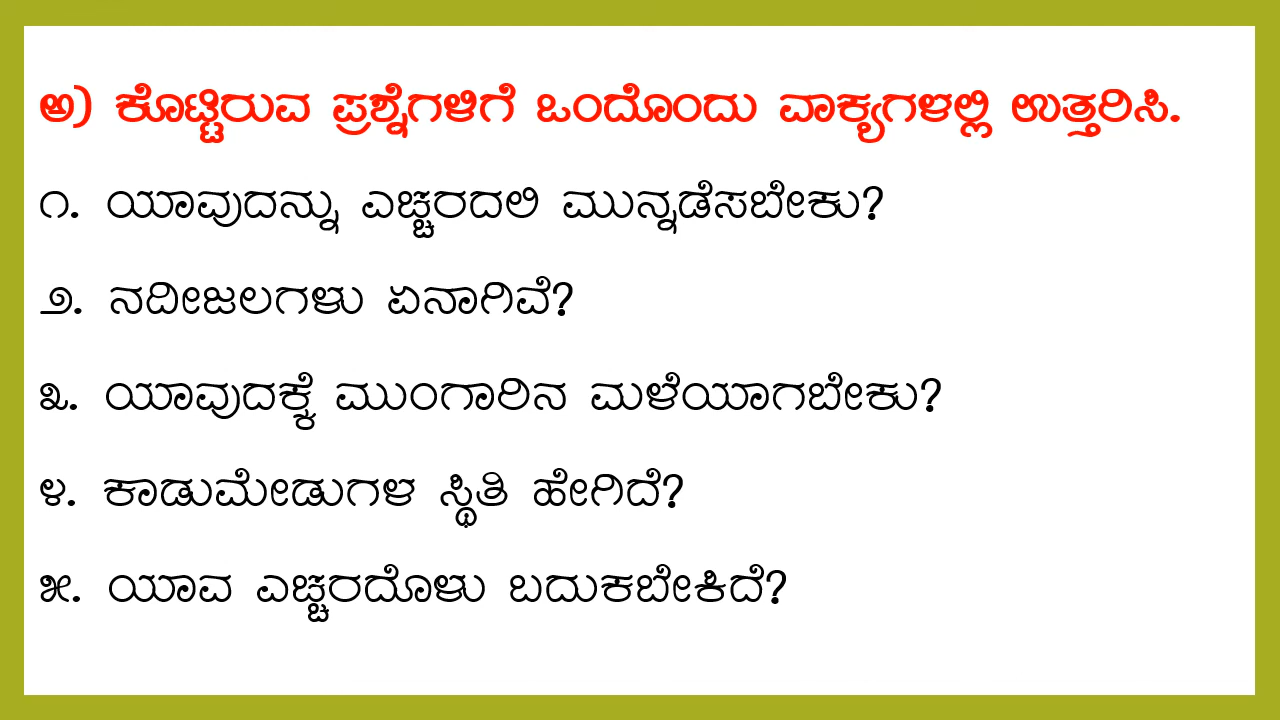 ಅ) ಕೊಟ್ಟಿರುವ ಪ್ರಶ್ನೆಗಳಿಗೆ ಒಂದೊಂದು ವಾಕ್ಯಗಳಲ್ಲಿ ಉತ್ತರಿಸಿ.
೧. ಯಾವುದನ್ನು ಎಚ್ಚರದಲಿ ಮುನ್ನಡೆಸಬೇಕು?
೨. ನದೀಜಲಗಳು ಏನಾಗಿವೆ?
೩. ಯಾವುದಕ್ಕೆ ಮುಂಗಾರಿನ ಮಳೆಯಾಗಬೇಕು?
೪. ಕಾಡುಮೇಡುಗಳ ಸ್ಥಿತಿ ಹೇಗಿದೆ?
೫. ಯಾವ ಎಚ್ಚರದೊಳು ಬದುಕಬೇಕಿದೆ?